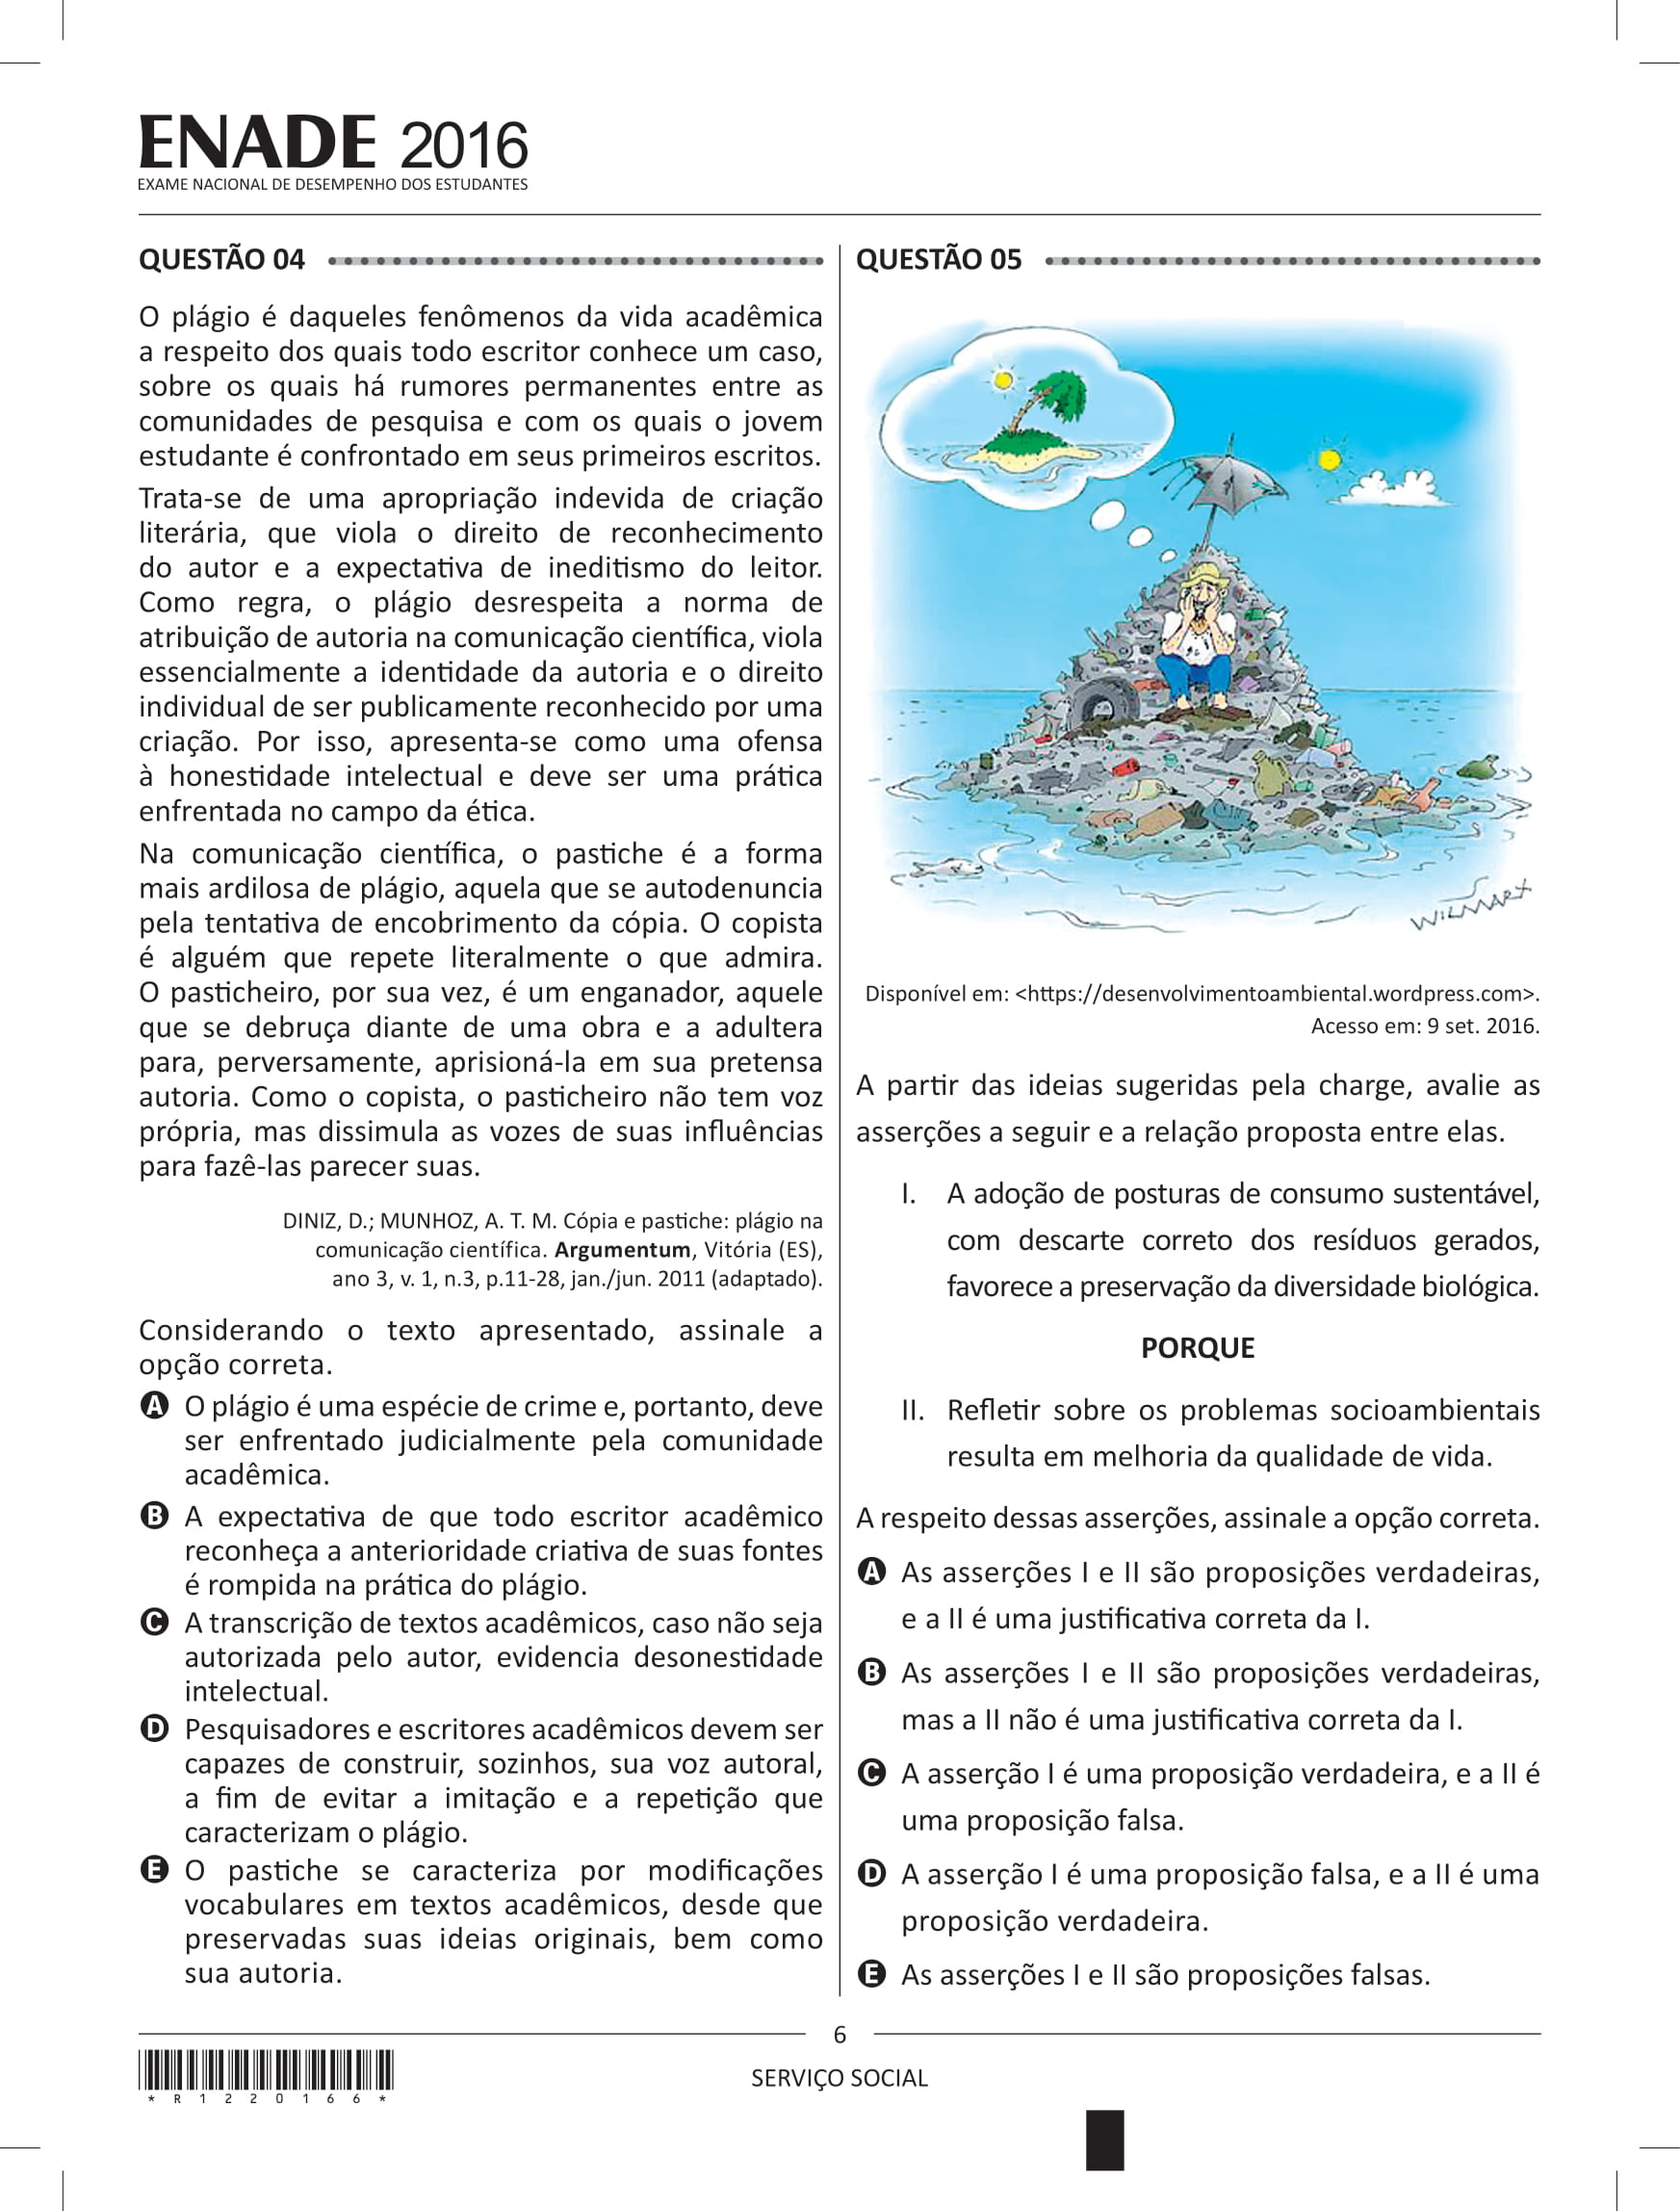 ENADE 2016
EXAME NACIONAL DE DESEMPENHO DOS ESTUDANTES
QUESTÃO 04
O plágio é daqueles fenômenos da vida acadêmica
a respeito dos quais todo escritor conhece um caso,
sobre os quais há rumores permanentes entre as
comunidades de pesquisa e com os quais o jovem
estudante é confrontado em seus primeiros escritos.
Trata-se de uma apropriação indevida de criação
literária, que viola o direito de reconhecimento
do autor e a expectativa de ineditismo do leitor.
Como regra, o plágio desrespeita a norma de
atribuição de autoria na comunicação científica, viola
essencialmente a identidade da autoria e o direito
individual de ser publicamente reconhecido por uma
criação. Por isso, apresenta-se como uma ofensa
à honestidade intelectual e deve ser uma prática
enfrentada no campo da ética.
Na comunicação científica, o pastiche é a forma
mais ardilosa de plágio, aquela que se autodenuncia
pela tentativa de encobrimento da cópia. O copista
é alguém que repete literalmente o que admira.
O pasticheiro, por sua vez, é um enganador, aquele
que se debruça diante de uma obra e a adultera
para, perversamente, aprisioná-la em sua pretensa
autoria. Como o copista, o pasticheiro não tem voz
própria, mas dissimula as vozes de suas influências
para fazê-las parecer suas.
DINIZ, D.; MUNHOZ, A. T. M. Cópia e pastiche: plágio na
comunicação científica. Argumentum, Vitória (ES),
ano 3, v. 1, n.3, p.11-28, jan./jun. 2011 (adaptado).
Considerando o texto apresentado, assinale a
opção correta.
A O plágio é uma espécie de crime e, portanto, deve
ser enfrentado judicialmente pela comunidade
acadêmica.
B A expectativa de que todo escritor acadêmico
reconheça a anterioridade criativa de suas fontes
é rompida na prática do plágio.
C A transcrição de textos acadêmicos, caso não seja
autorizada pelo autor, evidencia desonestidade
intelectual.
D Pesquisadores e escritores acadêmicos devem ser
capazes de construir, sozinhos, sua voz autoral,
a fim de evitar a imitação e a repetição que
caracterizam o plágio.
E O pastiche se caracteriza por modificações
vocabulares em textos acadêmicos, desde que
preservadas suas ideias originais, bem como
sua autoria.
QUESTÃO 05
WILMARX
Disponível em: <https://desenvolvimentoambiental.wordpress.com>.
Acesso em: 9 set. 2016.
A partir das ideias sugeridas pela charge, avalie as
asserções a seguir e a relação proposta entre elas.
I. A adoção de posturas de consumo sustentável,
com descarte correto dos resíduos gerados,
favorece a preservação da diversidade biológica.
PORQUE
II. Refletir sobre os problemas socioambientais
resulta em melhoria da qualidade de vida.
A respeito dessas asserções, assinale a opção correta.
A As asserções I e II são proposições verdadeiras,
e a II é uma justificativa correta da I.
B As asserções I e II são proposições verdadeiras,
mas a II não é uma justificativa correta da I.
C A asserção I é uma proposição verdadeira, e a II é
uma proposição falsa.
D A asserção I é uma proposição falsa, e a II é uma
proposição verdadeira.
E As asserções I e II são proposições falsas.
6
SERVIÇO SOCIAL
* R 1 2 2 0 1 6 6 *